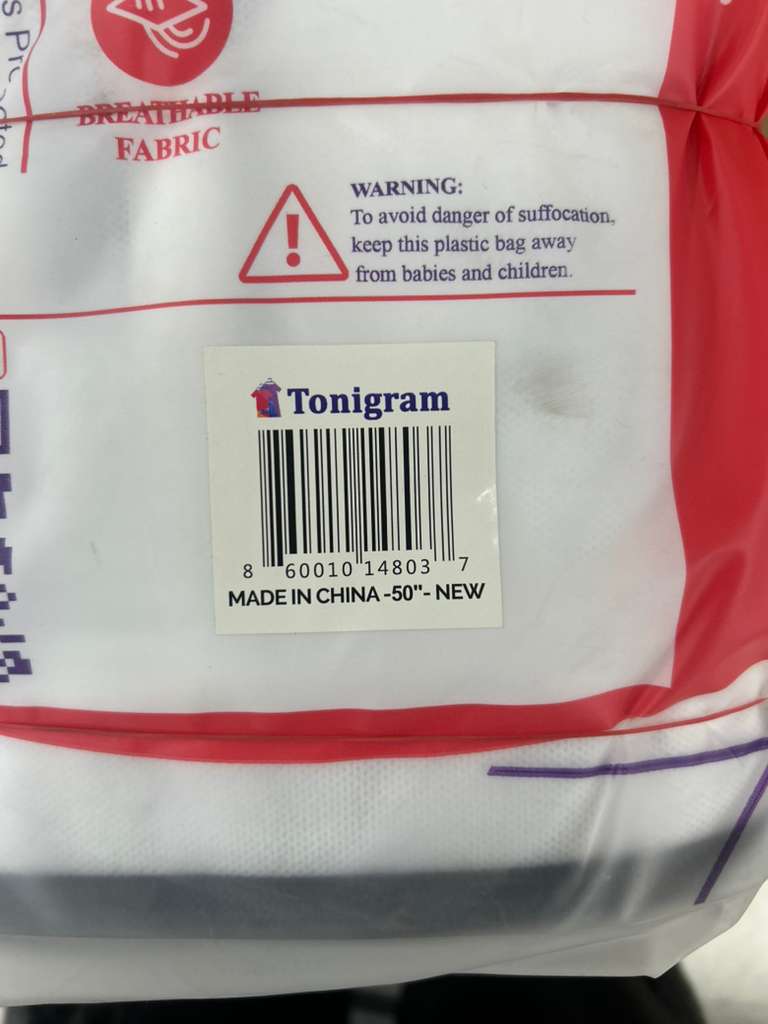 BREATHABLE
FABRIC
WARNING:
To avoid danger of suffocation,
keep this plastic bag away
from babies and children.
Tonigram
8 60010 14803 7
MADE IN CHINA -50"- NEW